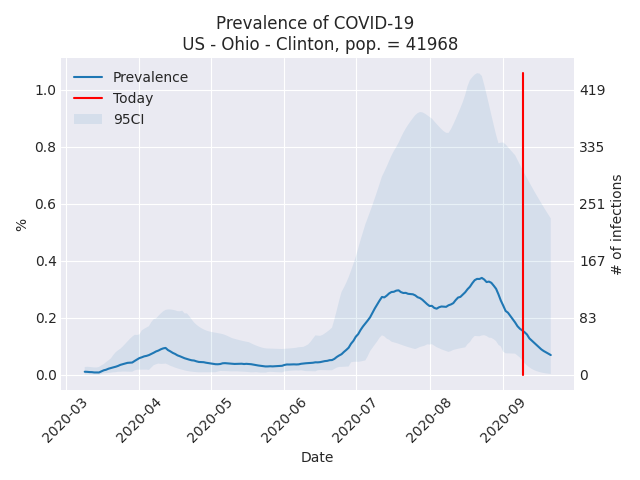 Prevalence of COVID-19
US - Ohio - Clinton, pop. = 41968
Prevalence
Today
95CI
1.0
0.8
0.6
0.4
0.2
0.0
%
419
335
251
167
83
0
# of infections
2020-03
2020-04
2020-05
2020-06
2020-07
2020-08
2020-09
Date